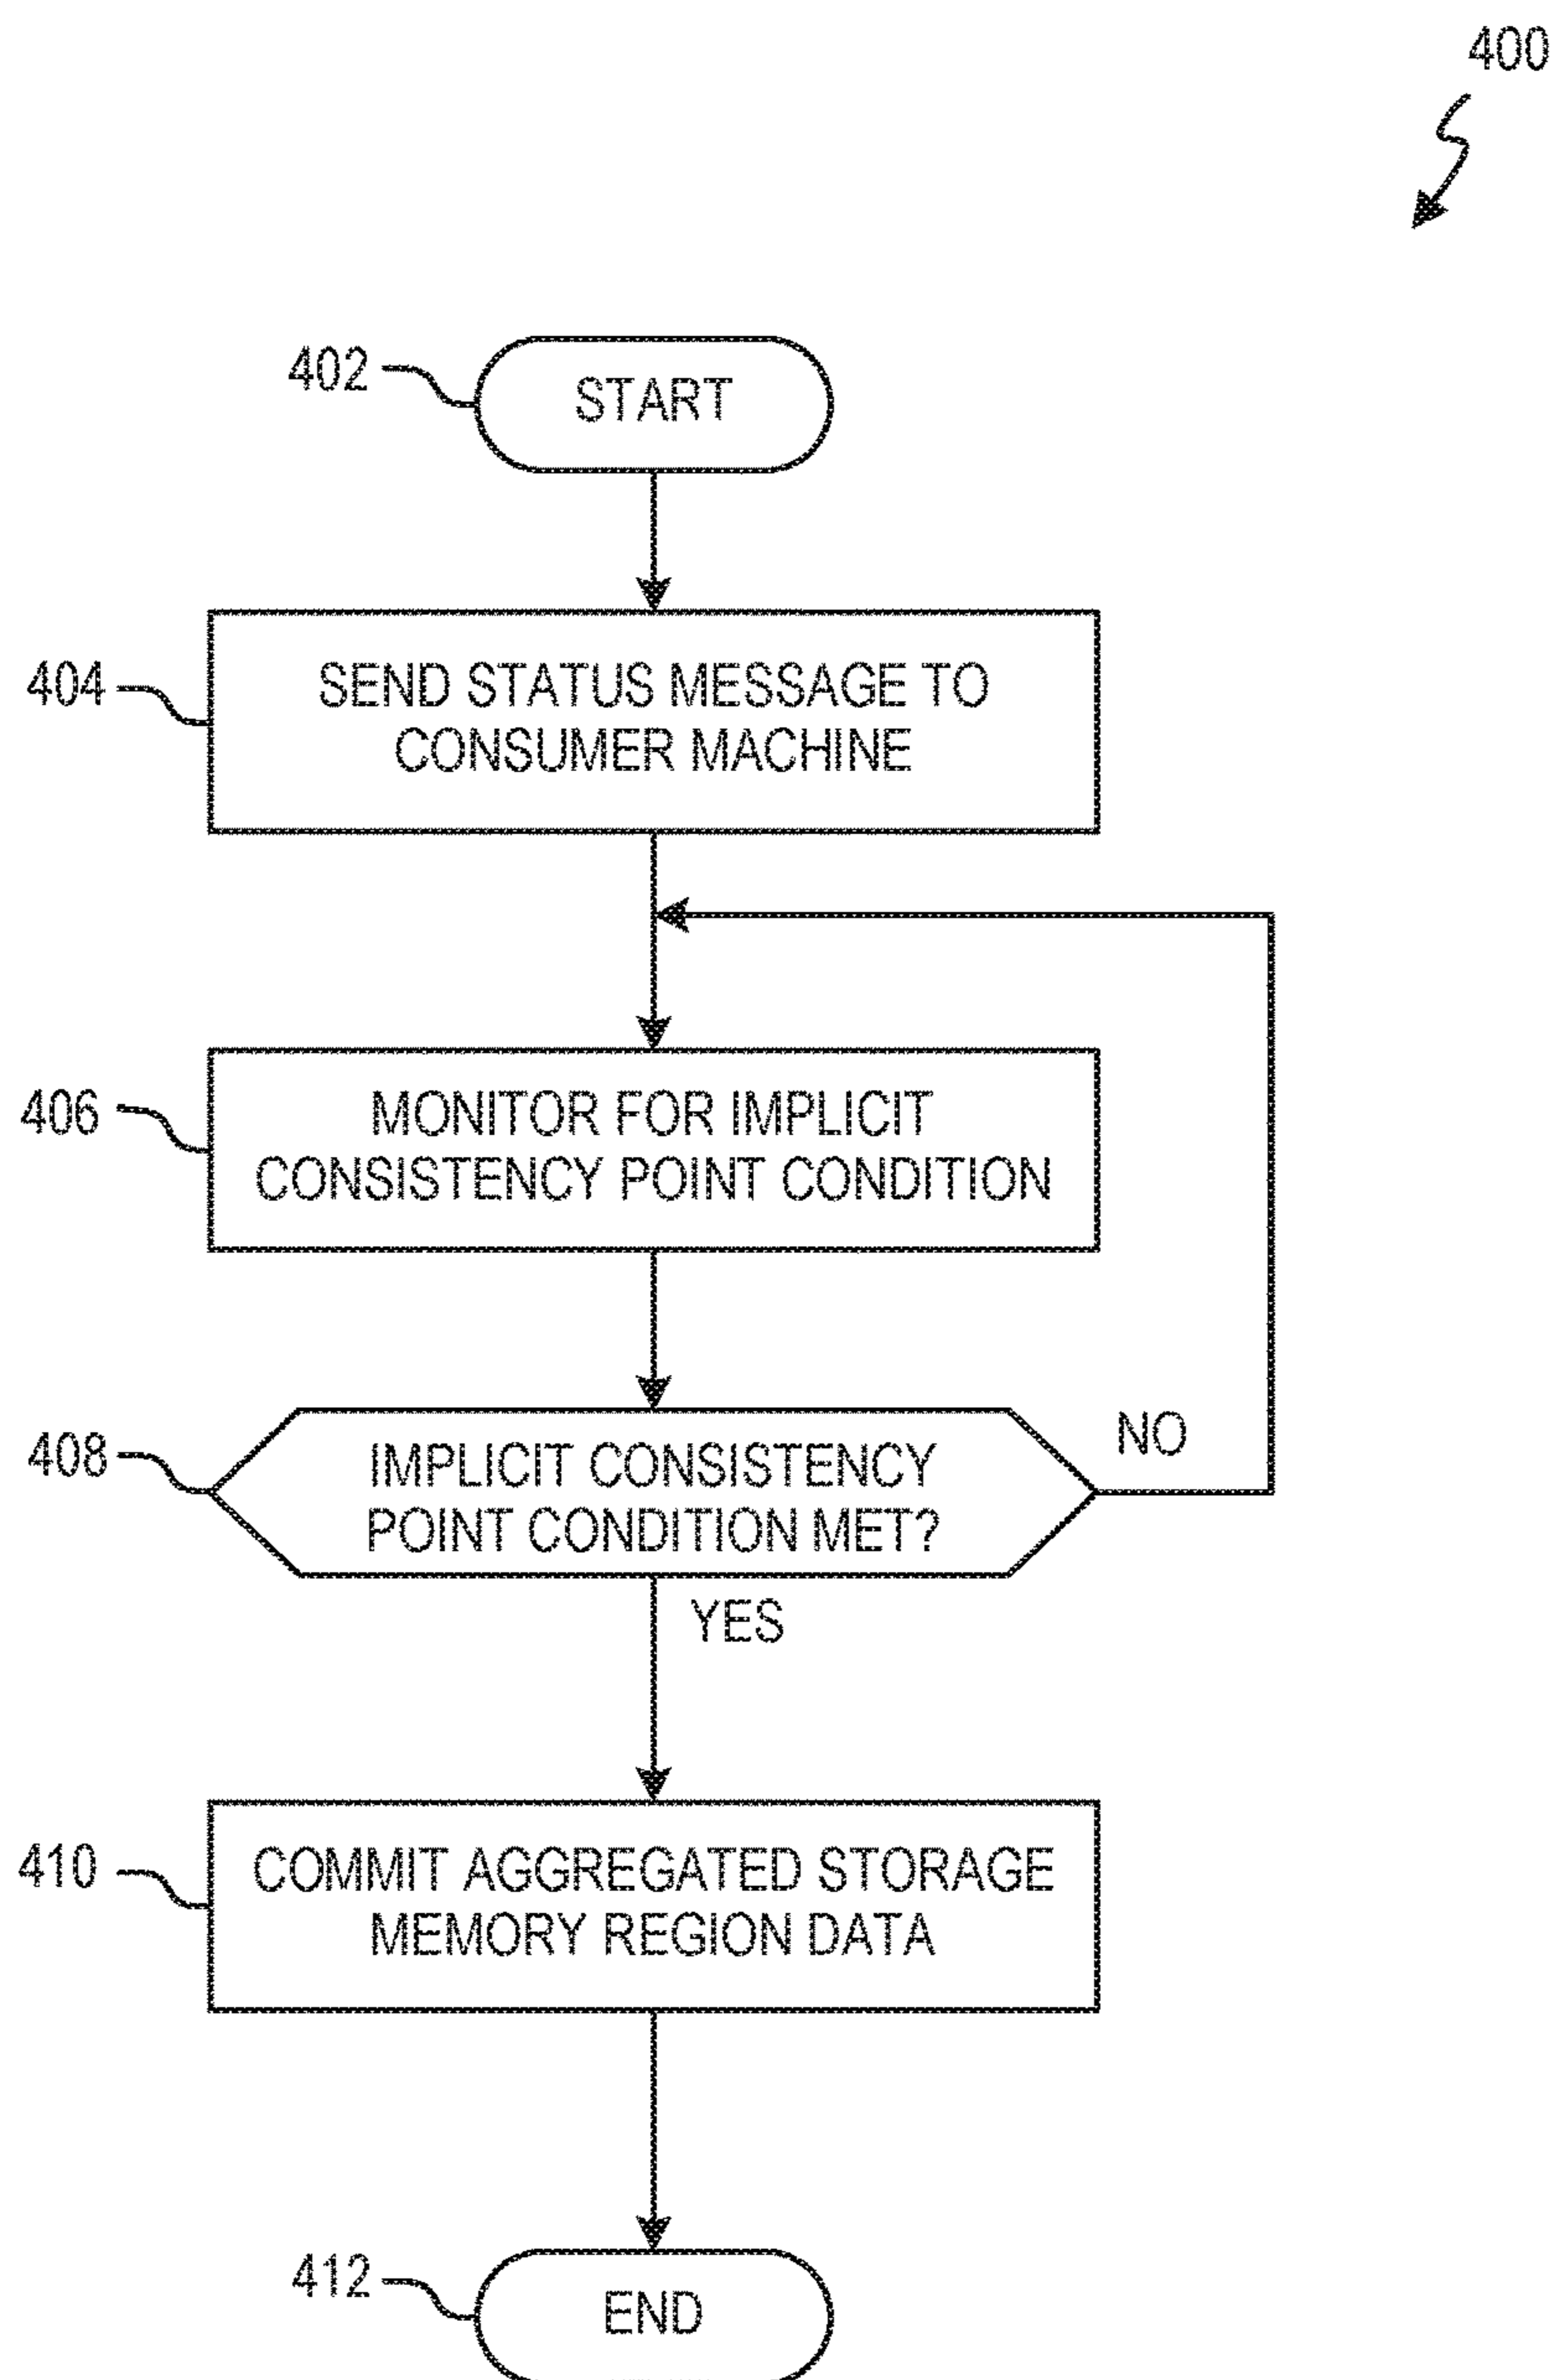 400
402
START
404
SEND STATUS MESSAGE TO
CONSUMER MACHINE
406
MONITOR FOR IMPLICIT
CONSISTENCY POINT CONDITION
408
IMPLICIT CONSISTENCY
POINT CONDITION MET?
NO
YES
410
COMMIT AGGREGATED STORAGE
MEMORY REGION DATA
412
END